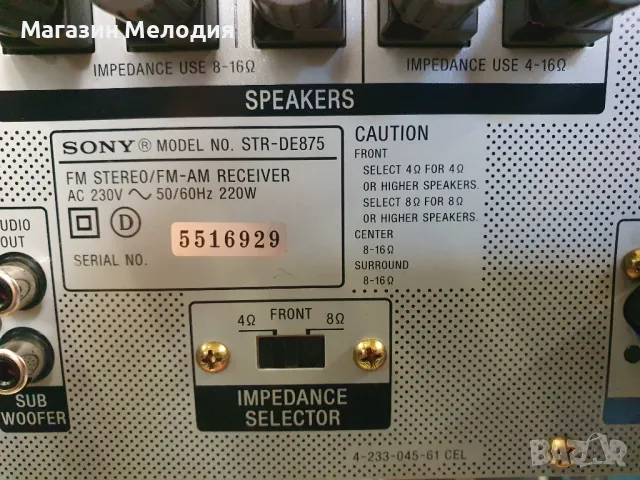 Магазин Мелодия
IMPEDANCE USE 8-16Ω
IMPEDANCE USE 4-16Ω
SPEAKERS
SONY® MODEL NO. STR-DE875
FM STEREO/FM-AM RECEIVER
AC 230V ~ 50/60Hz 220W
D
5516929
SERIAL NO.
CAUTION
FRONT
SELECT 4Ω FOR 4Ω
OR HIGHER SPEAKERS.
SELECT 8Ω FOR 8Ω
OR HIGHER SPEAKERS.
CENTER
8-16Ω
SURROUND
8-16Ω
UDIO
OUT
SUB
WOOFER
4Ω FRONT 8Ω
IMPEDANCE
SELECTOR
4-233-045-61 CEL
BAZAR